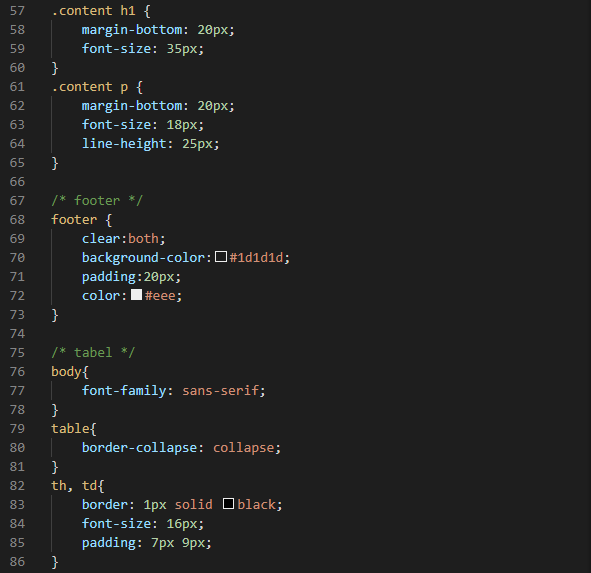 57 .content h1 {
58 margin-bottom: 20px;
59 font-size: 35px;
60 }
61 .content p {
62 margin-bottom: 20px;
63 font-size: 18px;
64 line-height: 25px;
65 }
66
67 /* footer */
68 footer {
69 clear:both;
70 background-color:#1d1d1d;
71 padding:20px;
72 color:#eee;
73 }
74
75 /* tabel */
76 body{
77 font-family: sans-serif;
78 }
79 table{
80 border-collapse: collapse;
81 }
82 th, td{
83 border: 1px solid black;
84 font-size: 16px;
85 padding: 7px 9px;
86 }